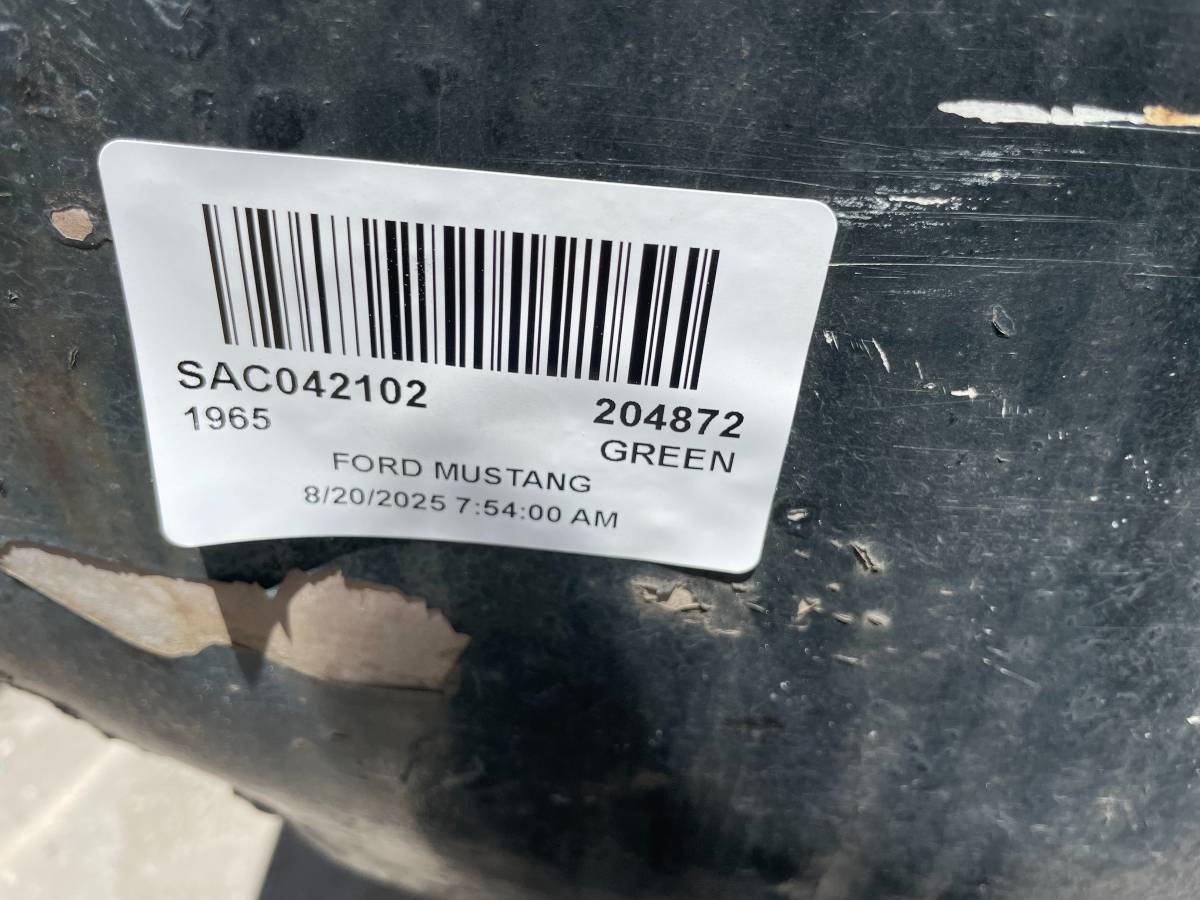 SAC042102 204872
1965 GREEN
FORD MUSTANG
8/20/2025 7:54:00 AM